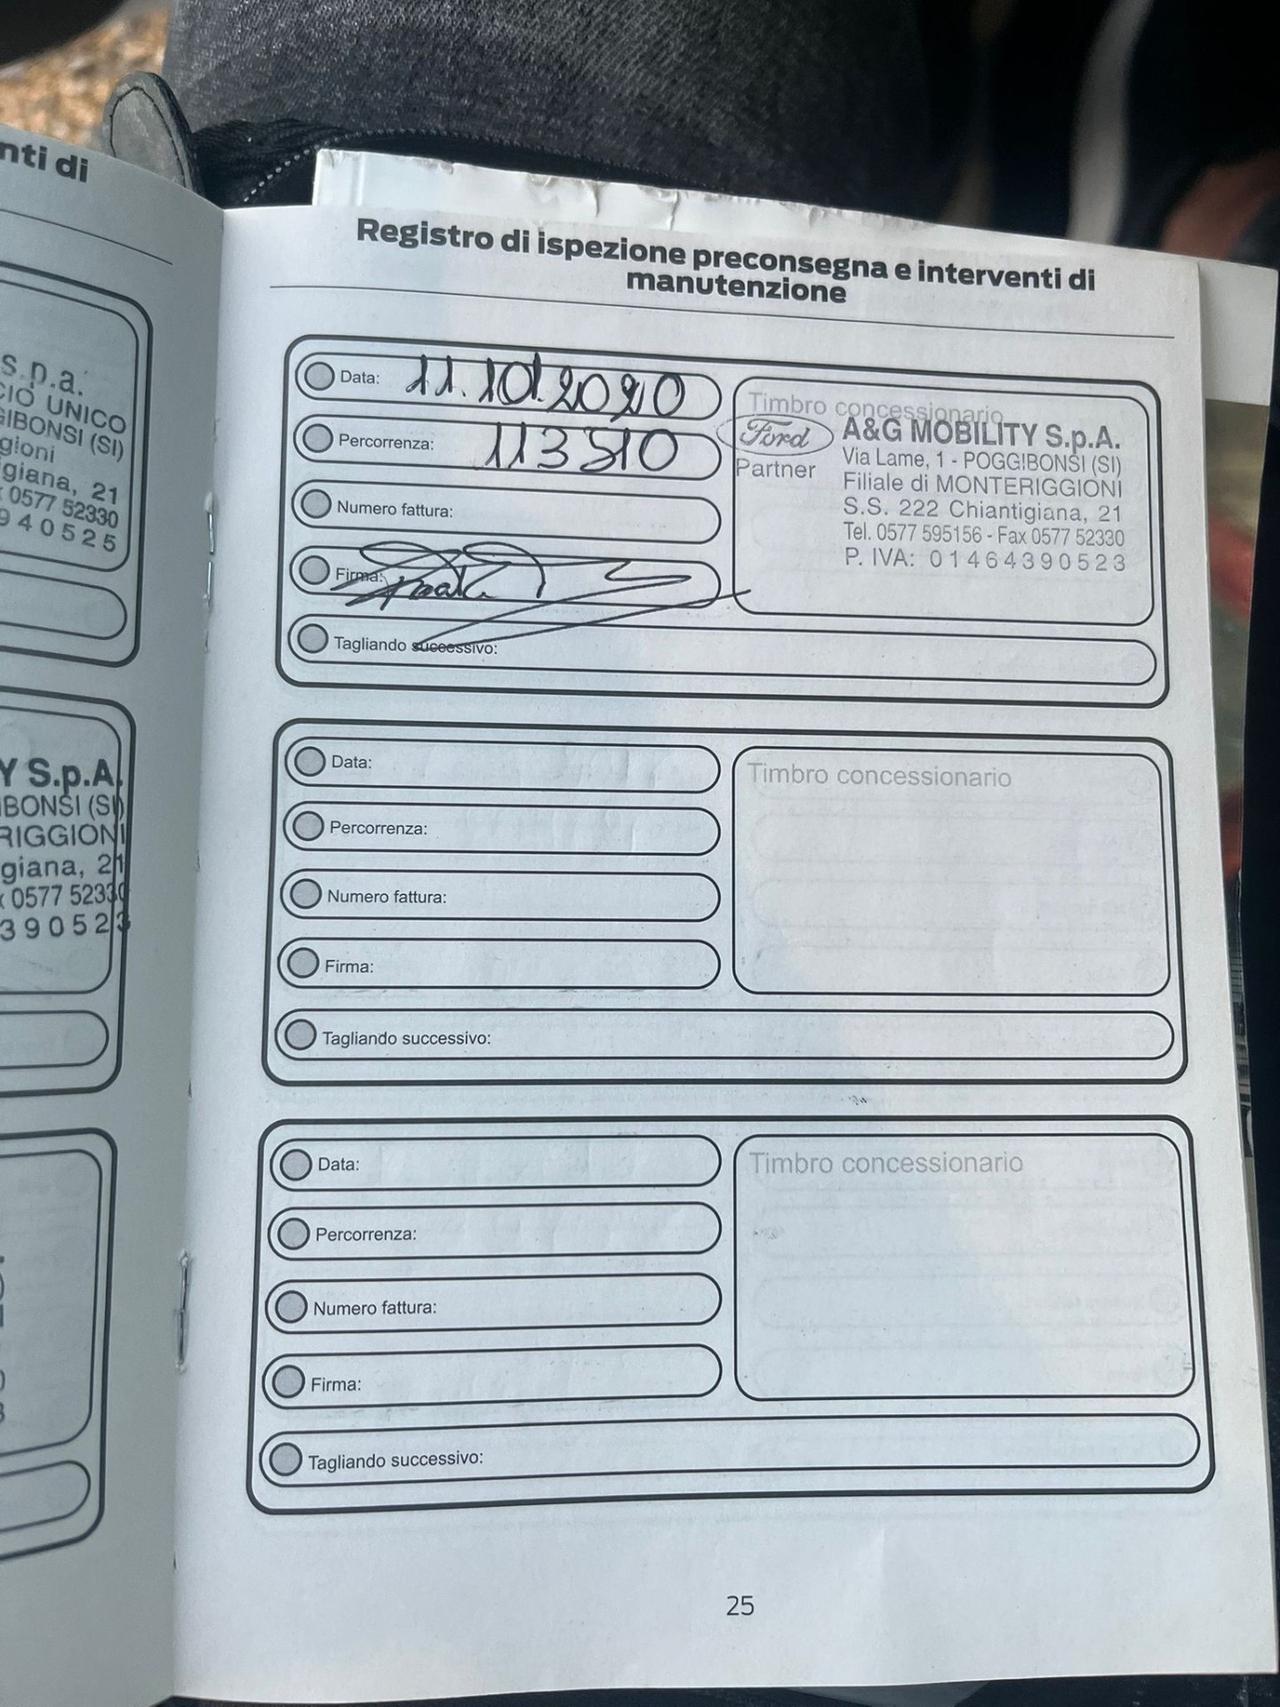 nti di
s.p.a.
CIO UNICO
GIBONSI (SI)
gioni
igiana, 21
x 0577 52330
940525
Y S.p.A.
IBONSI (SI)
RIGGIONI
giana, 21
x 0577 52330
390523
Registro di ispezione preconsegna e interventi di
manutenzione
Data: 11.10.2020
Percorrenza: 113510
Numero fattura:
Firma:
Tagliando successivo:
Timbro concessionario
Ford
Partner
A&G MOBILITY S.p.A.
Via Lame, 1 - POGGIBONSI (SI)
Filiale di MONTERIGGIONI
S.S. 222 Chiantigiana, 21
Tel. 0577 595156 - Fax 0577 52330
P. IVA: 01464390523
Data:
Percorrenza:
Numero fattura:
Firma:
Tagliando successivo:
Timbro concessionario
Data:
Percorrenza:
Numero fattura:
Firma:
Tagliando successivo:
Timbro concessionario
25